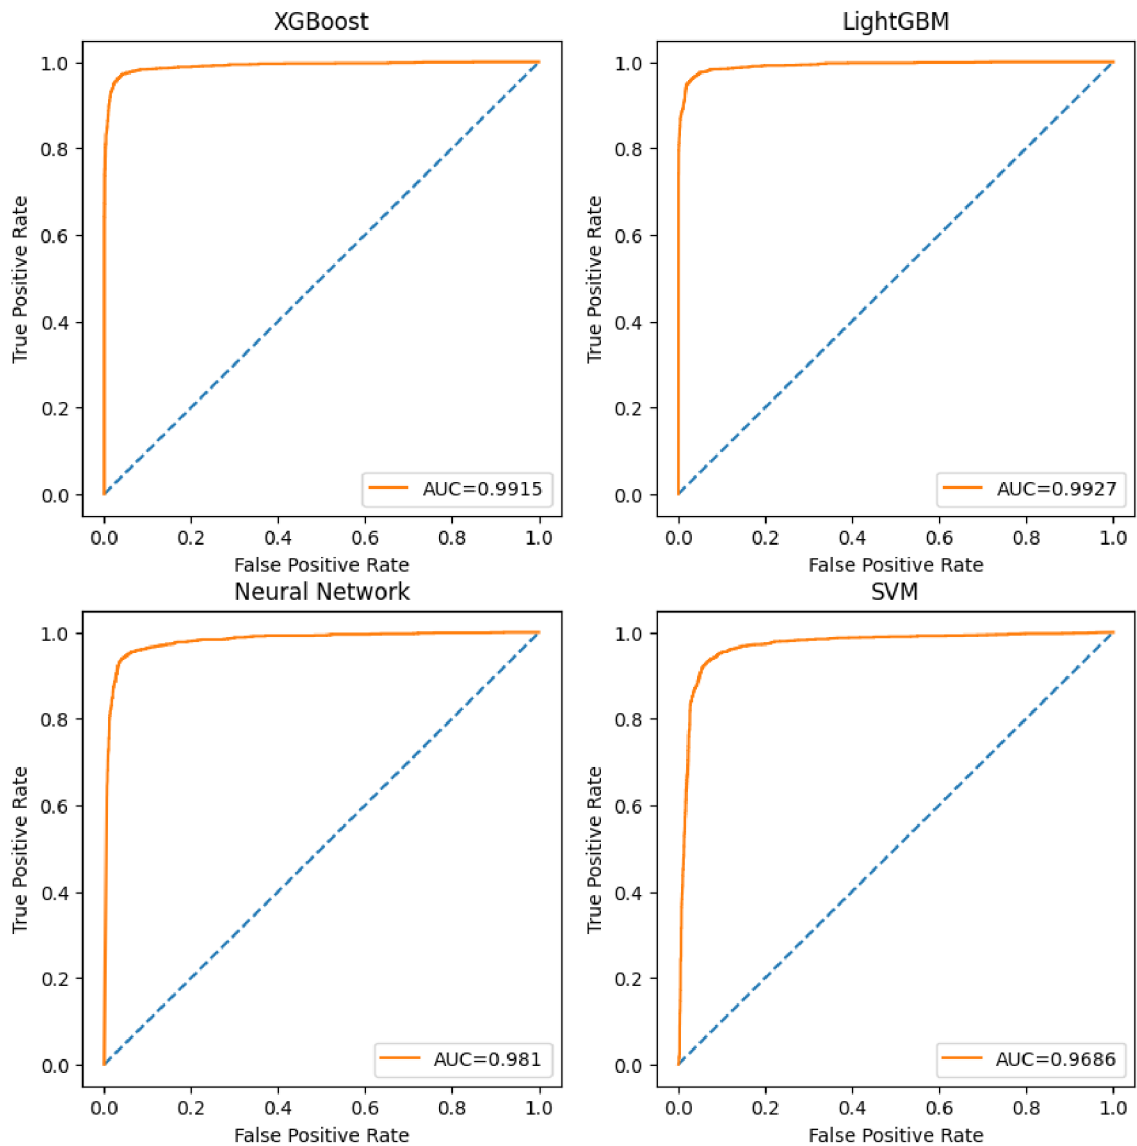 XGBoost
True Positive Rate
1.0
0.8
0.6
0.4
0.2
0.0
AUC=0.9915
0.0 0.2 0.4 0.6 0.8 1.0
False Positive Rate
LightGBM
True Positive Rate
1.0
0.8
0.6
0.4
0.2
0.0
AUC=0.9927
0.0 0.2 0.4 0.6 0.8 1.0
False Positive Rate
Neural Network
True Positive Rate
1.0
0.8
0.6
0.4
0.2
0.0
AUC=0.981
0.0 0.2 0.4 0.6 0.8 1.0
False Positive Rate
SVM
True Positive Rate
1.0
0.8
0.6
0.4
0.2
0.0
AUC=0.9686
0.0 0.2 0.4 0.6 0.8 1.0
False Positive Rate